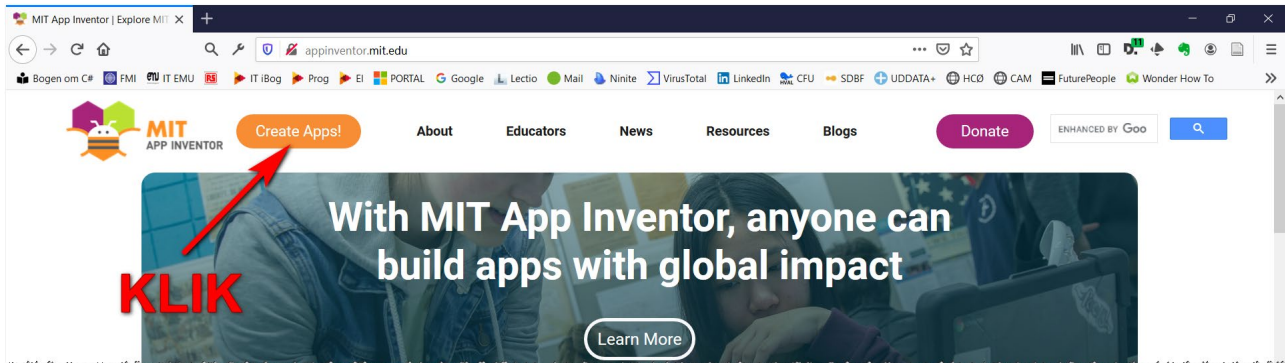 MIT App Inventor | Explore MIT
appinventor.mit.edu
11
Bogen om C# FMI IT EMU RS IT iBog Prog El PORTAL Google Lectio Mail Ninite VirusTotal LinkedIn CFU SDBF UDDATA+ HCØ CAM FuturePeople Wonder How To
MIT
APP INVENTOR
Create Apps! About Educators News Resources Blogs Donate ENHANCED BY Goo
With MIT App Inventor, anyone can
build apps with global impact
KLIK
Learn More